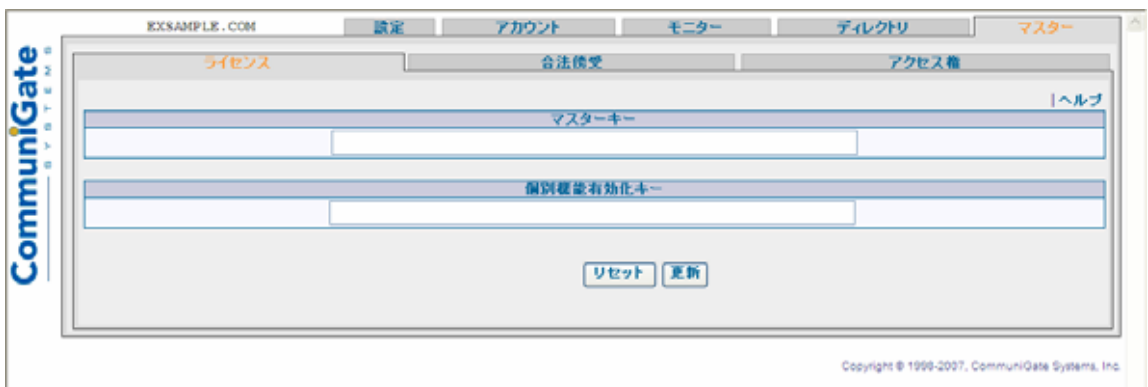 EXSAMPLE.COM 設定 アカウント モニター ディレクトリ マスター
ライセンス 合法傍受 アクセス権
|ヘルプ
マスターキー
個別機能有効化キー
リセット 更新
CommuniGate
SYSTEMS
Copyright © 1998-2007, CommuniGate Systems, Inc.